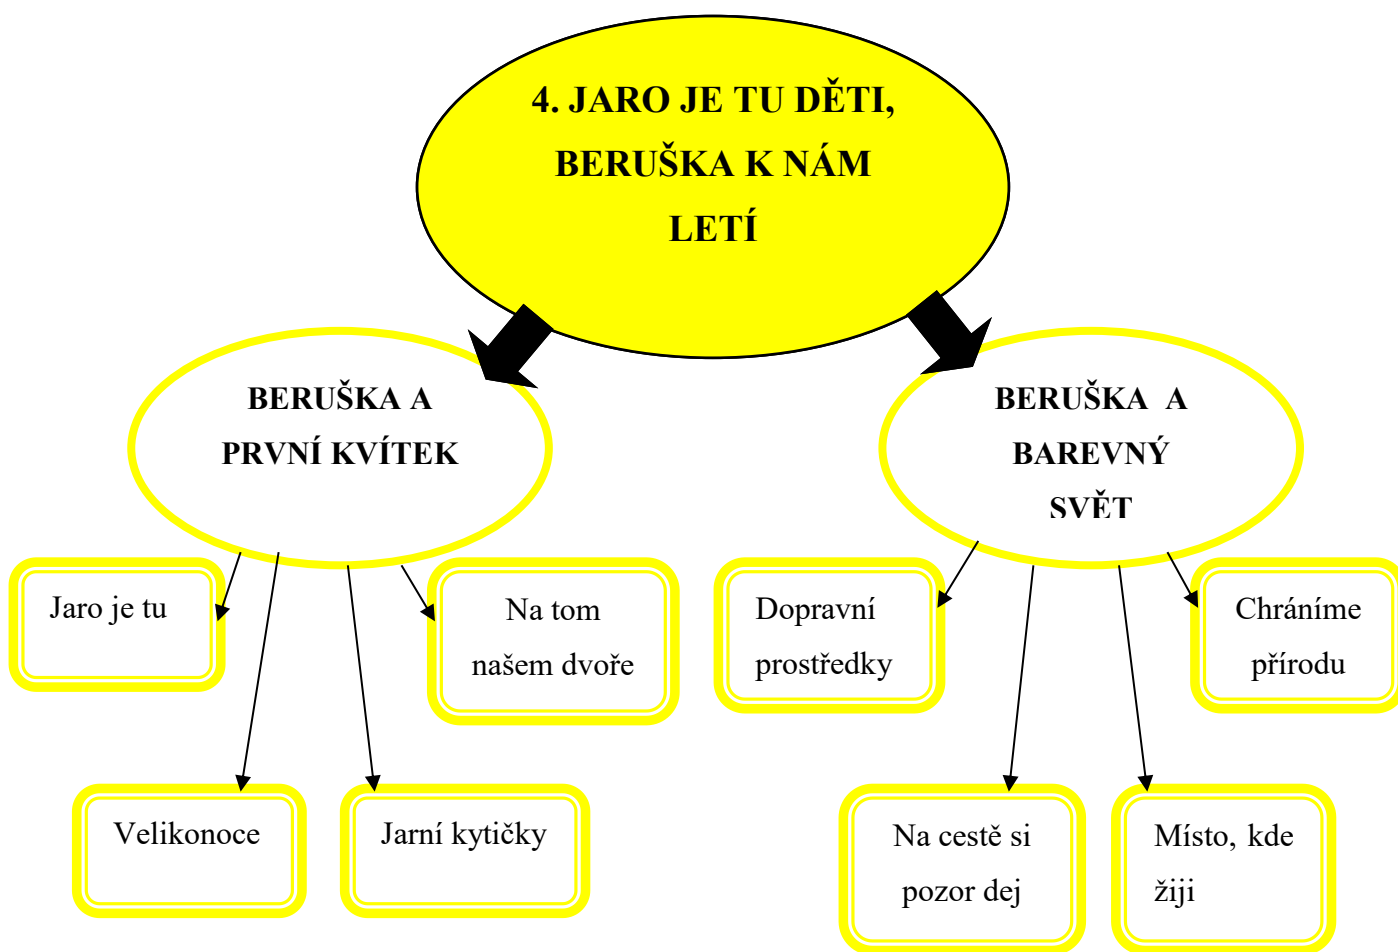 4. JARO JE TU DĚTI,
BERUŠKA K NÁM
LETÍ
BERUŠKA A
PRVNÍ KVÍTEK
BERUŠKA A
BAREVNÝ
SVĚT
Jaro je tu
Na tom
našem dvoře
Dopravní
prostředky
Chráníme
přírodu
Velikonoce
Jarní kytičky
Na cestě si
pozor dej
Místo, kde
žiji